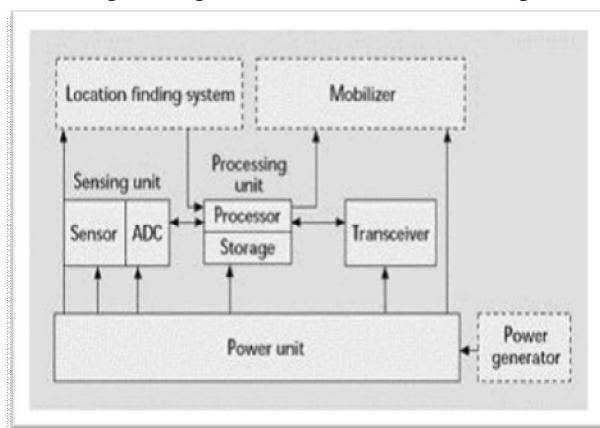 Location finding system
Mobilizer
Processing
unit
Sensing unit
Processor
Sensor
ADC
Transceiver
Storage
Power unit
Power
generator